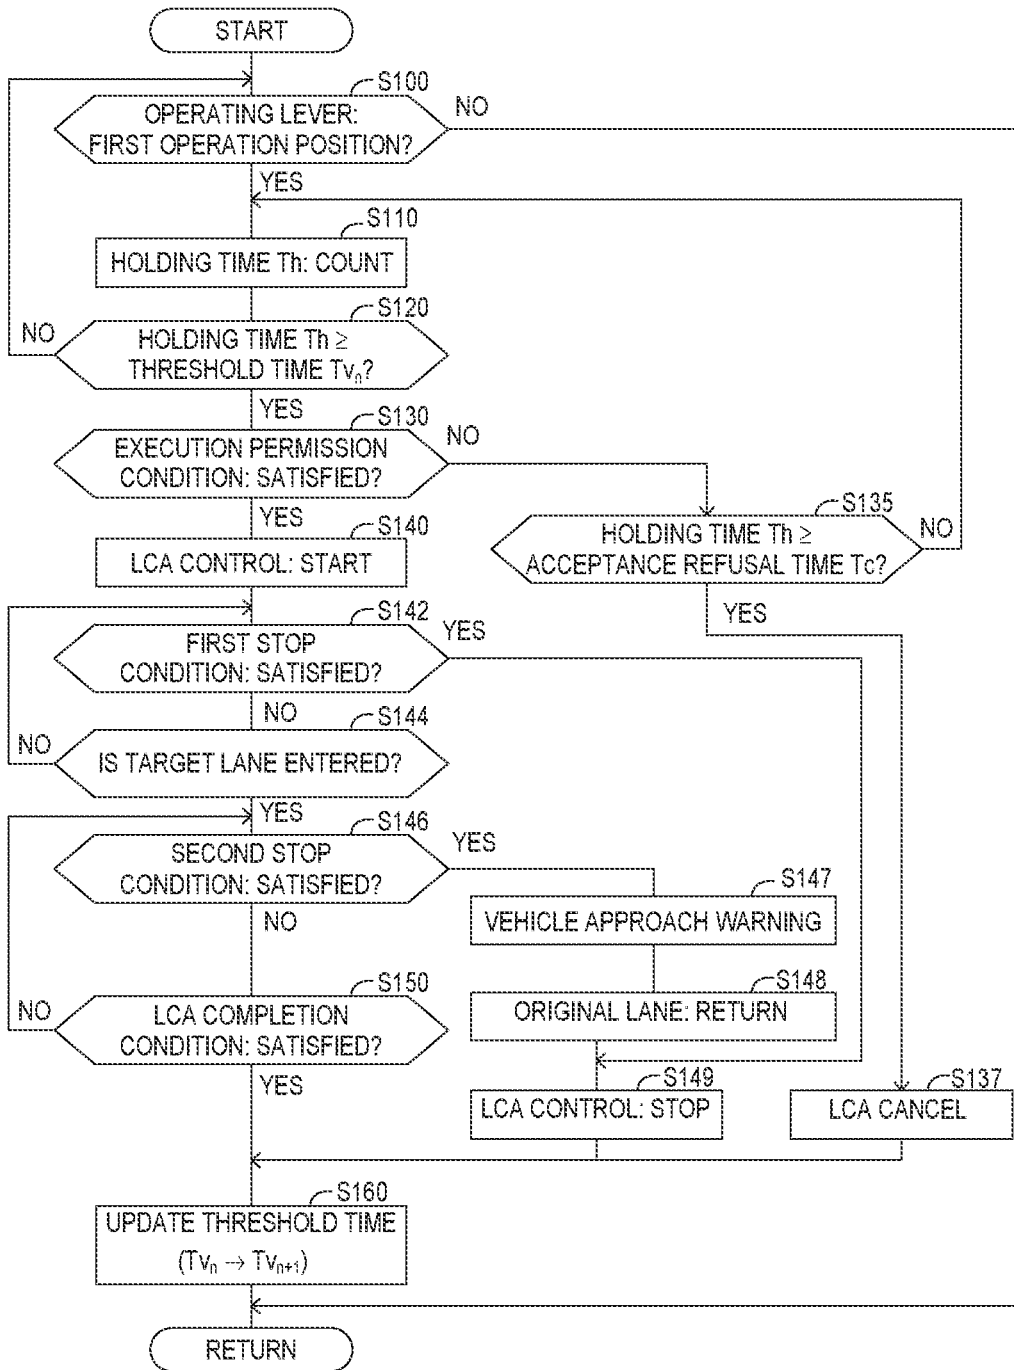 START
S100
OPERATING LEVER:
FIRST OPERATION POSITION?
NO
YES
S110
HOLDING TIME Th: COUNT
S120
NO
HOLDING TIME Th ≥
THRESHOLD TIME Tvn?
YES
S130
EXECUTION PERMISSION
CONDITION: SATISFIED?
NO
YES
S135
HOLDING TIME Th ≥
ACCEPTANCE REFUSAL TIME Tc?
NO
YES
S140
LCA CONTROL: START
S142
FIRST STOP
CONDITION: SATISFIED?
YES
NO
S144
NO
IS TARGET LANE ENTERED?
YES
S146
SECOND STOP
CONDITION: SATISFIED?
YES
NO
S147
VEHICLE APPROACH WARNING
S148
ORIGINAL LANE: RETURN
S150
NO
LCA COMPLETION
CONDITION: SATISFIED?
YES
S149
LCA CONTROL: STOP
S137
LCA CANCEL
S160
UPDATE THRESHOLD TIME
(Tvn → Tvn+1)
RETURN